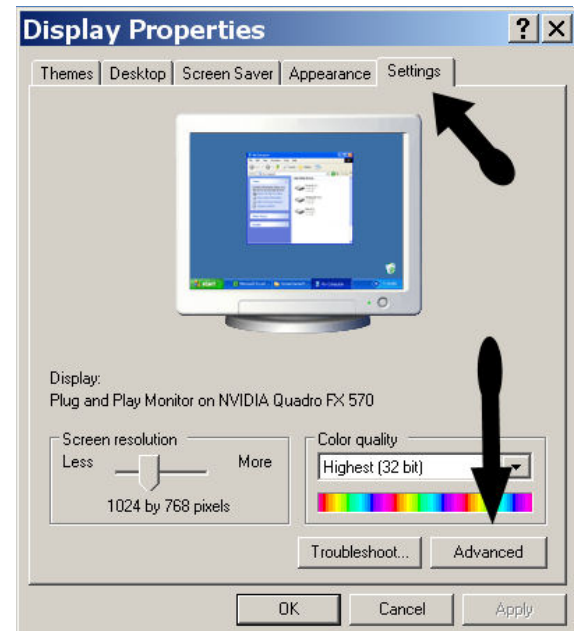 Display Properties
? X
Themes Desktop Screen Saver Appearance Settings
Display:
Plug and Play Monitor on NVIDIA Quadro FX 570
Screen resolution Color quality
Less More Highest (32 bit)
1024 by 768 pixels
Troubleshoot... Advanced
OK Cancel Apply